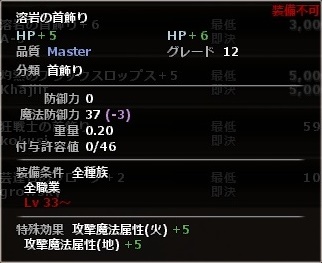 装備不可
溶岩の首飾り
HP+5 HP+6
品質 Master グレード 12
分類 首飾り
防御力 0
魔法防御力 37 (-3)
重量 0.20
付与許容値 0/46
装備条件 全種族
全職業
Lv 33～
特殊効果 攻撃魔法属性(火) +5
攻撃魔法属性(地) +5